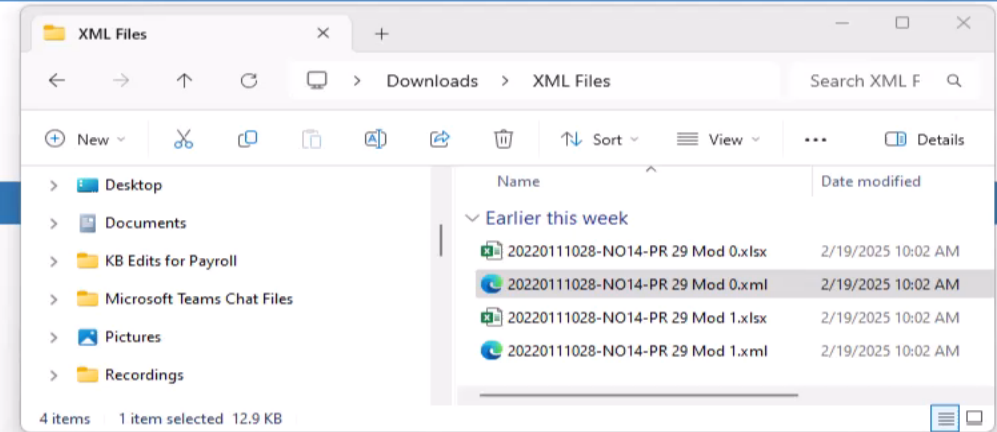 XML Files
Downloads > XML Files Search XML F
New Sort View ... Details
Name Date modified
Desktop
Documents
KB Edits for Payroll
Microsoft Teams Chat Files
Pictures
Recordings
Earlier this week
20220111028-NO14-PR 29 Mod 0.xlsx 2/19/2025 10:02 AM
20220111028-NO14-PR 29 Mod 0.xml 2/19/2025 10:02 AM
20220111028-NO14-PR 29 Mod 1.xlsx 2/19/2025 10:02 AM
20220111028-NO14-PR 29 Mod 1.xml 2/19/2025 10:02 AM
4 items 1 item selected 12.9 KB